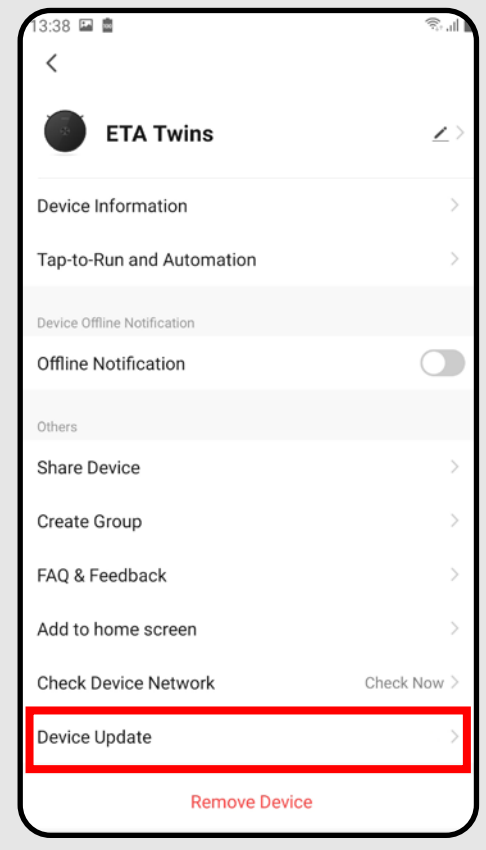 13:38
ETA Twins
Device Information
Tap-to-Run and Automation
Device Offline Notification
Offline Notification
Others
Share Device
Create Group
FAQ & Feedback
Add to home screen
Check Device Network Check Now
Device Update
Remove Device